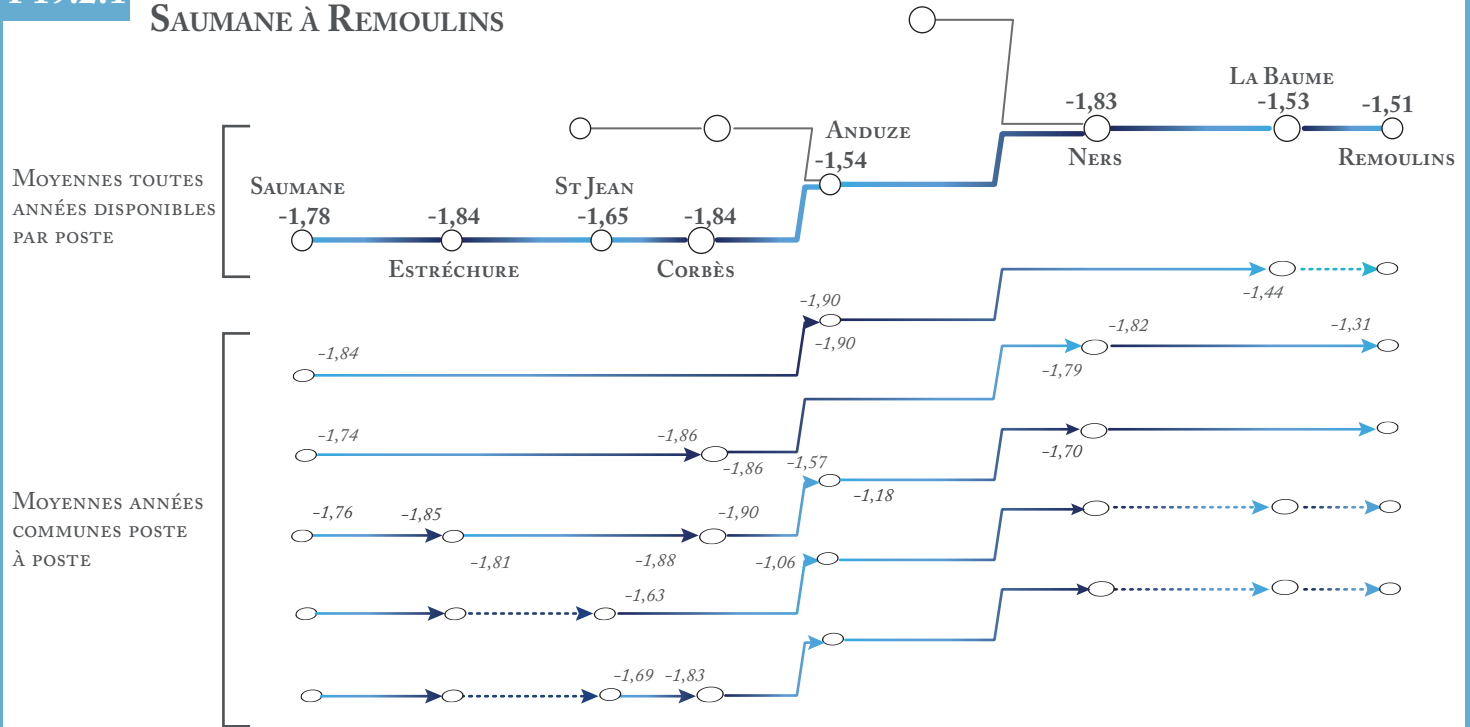 Saumane à Remoulins
La Baume
-1,83 -1,53 -1,51
Anduze
Ners Remoulins
-1,54
Moyennes toutes
années disponibles
par poste
Saumane St Jean
-1,78 -1,84 -1,65 -1,84
Estréchure Corbès
-1,44
-1,90
-1,84 -1,90
-1,82 -1,31
-1,79
-1,74 -1,86
-1,86 -1,57
-1,70
-1,18
Moyennes années
communes poste
à poste
-1,76 -1,85 -1,90
-1,81 -1,88 -1,06
-1,63
-1,69 -1,83